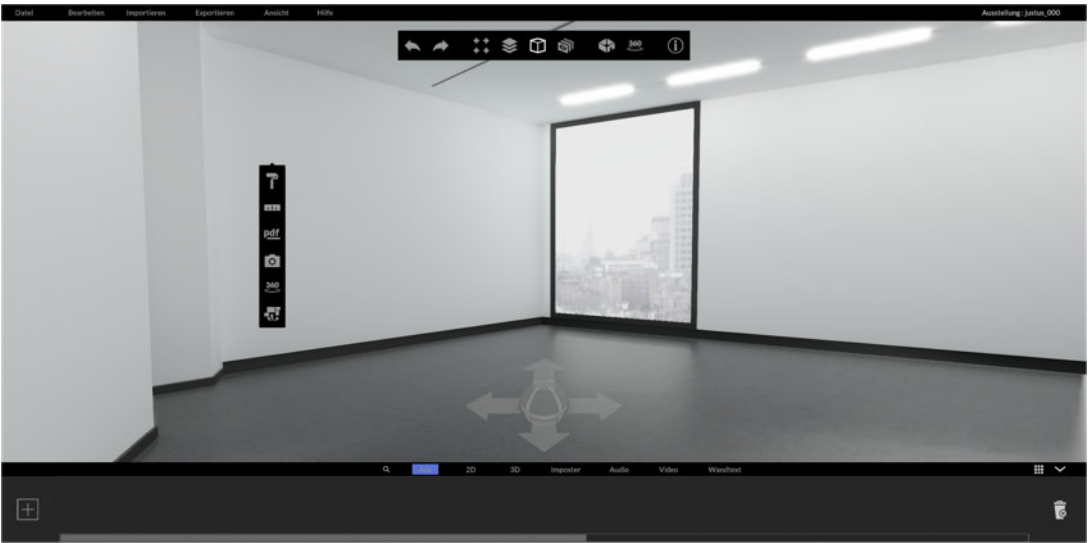 Datei Bearbeiten Importieren Exportieren Ansicht Hilfe Ausstellung: justus_000
360
pdf
360
2D 3D Imposter Audio Video Wandtext